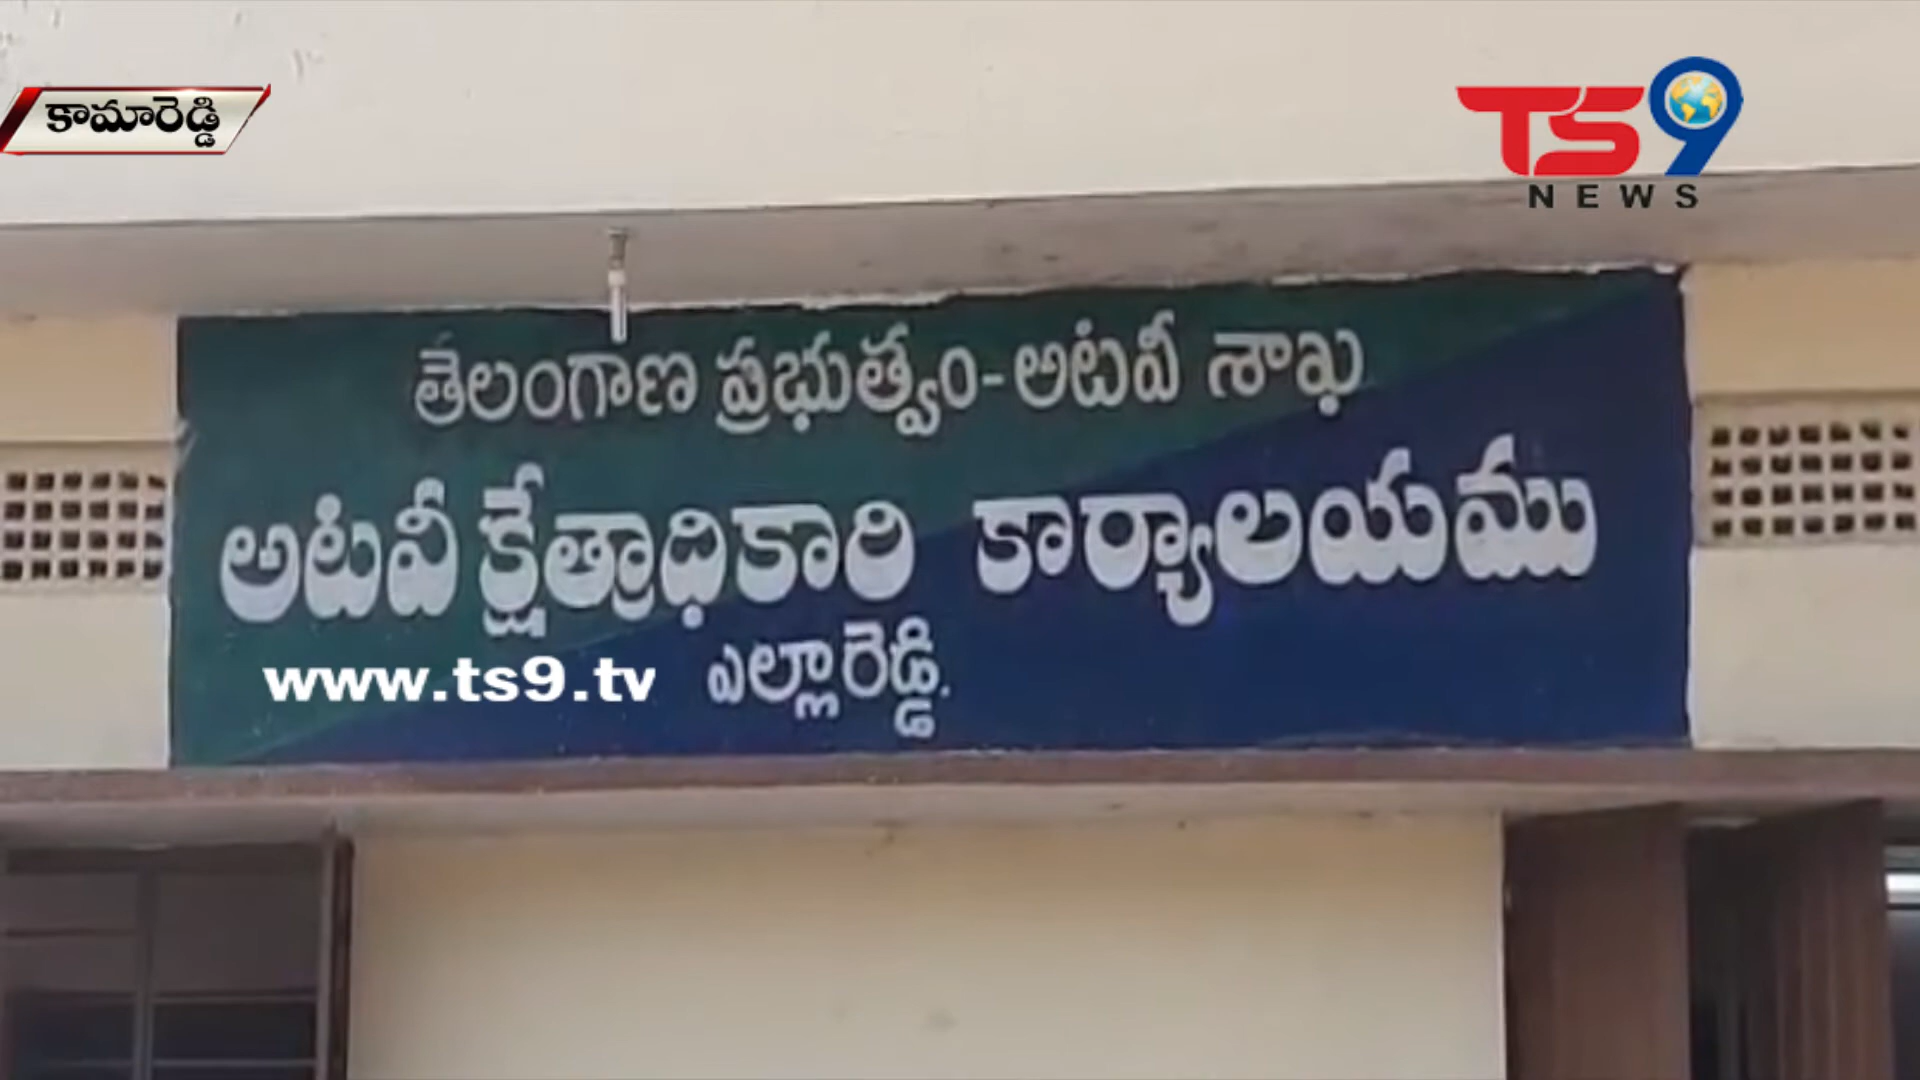 కామారెడ్డి
TS9
NEWS
తెలంగాణ ప్రభుత్వం-అటవీ శాఖ
అటవీ క్షేత్రాధికారి కార్యాలయము
www.ts9.tv
ఎల్లారెడ్డి.